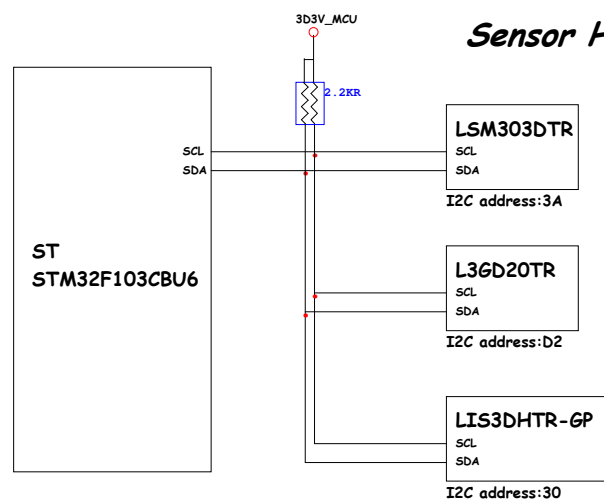 3D3V_MCU
Sensor H
2.2KR
LSM303DTR
SCL
SDA
I2C address:3A
SCL
SDA
ST
STM32F103CBU6
L3GD20TR
SCL
SDA
I2C address:D2
LIS3DHTR-GP
SCL
SDA
I2C address:30